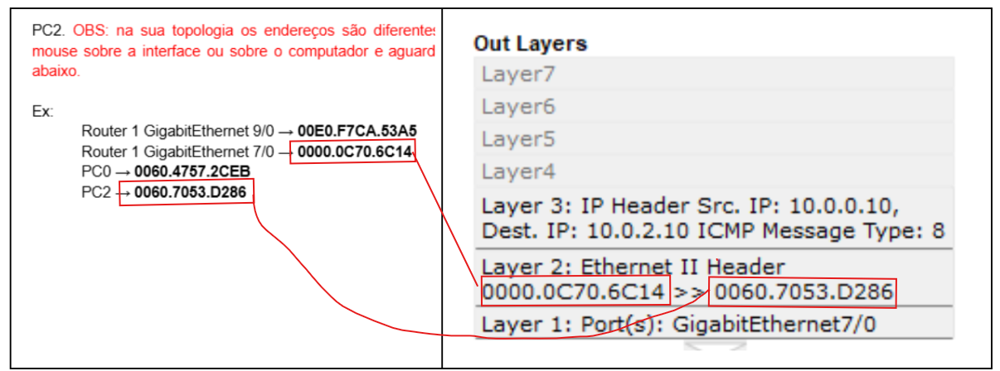 PC2. OBS: na sua topologia os endereços são diferentes
mouse sobre a interface ou sobre o computador e aguard
abaixo.
Ex:
Router 1 GigabitEthernet 9/0 → 00E0.F7CA.53A5
Router 1 GigabitEthernet 7/0 → 0000.0C70.6C14
PC0 → 0060.4757.2CEB
PC2 → 0060.7053.D286
Out Layers
Layer7
Layer6
Layer5
Layer4
Layer 3: IP Header Src. IP: 10.0.0.10,
Dest. IP: 10.0.2.10 ICMP Message Type: 8
Layer 2: Ethernet II Header
0000.0C70.6C14 >> 0060.7053.D286
Layer 1: Port(s): GigabitEthernet7/0